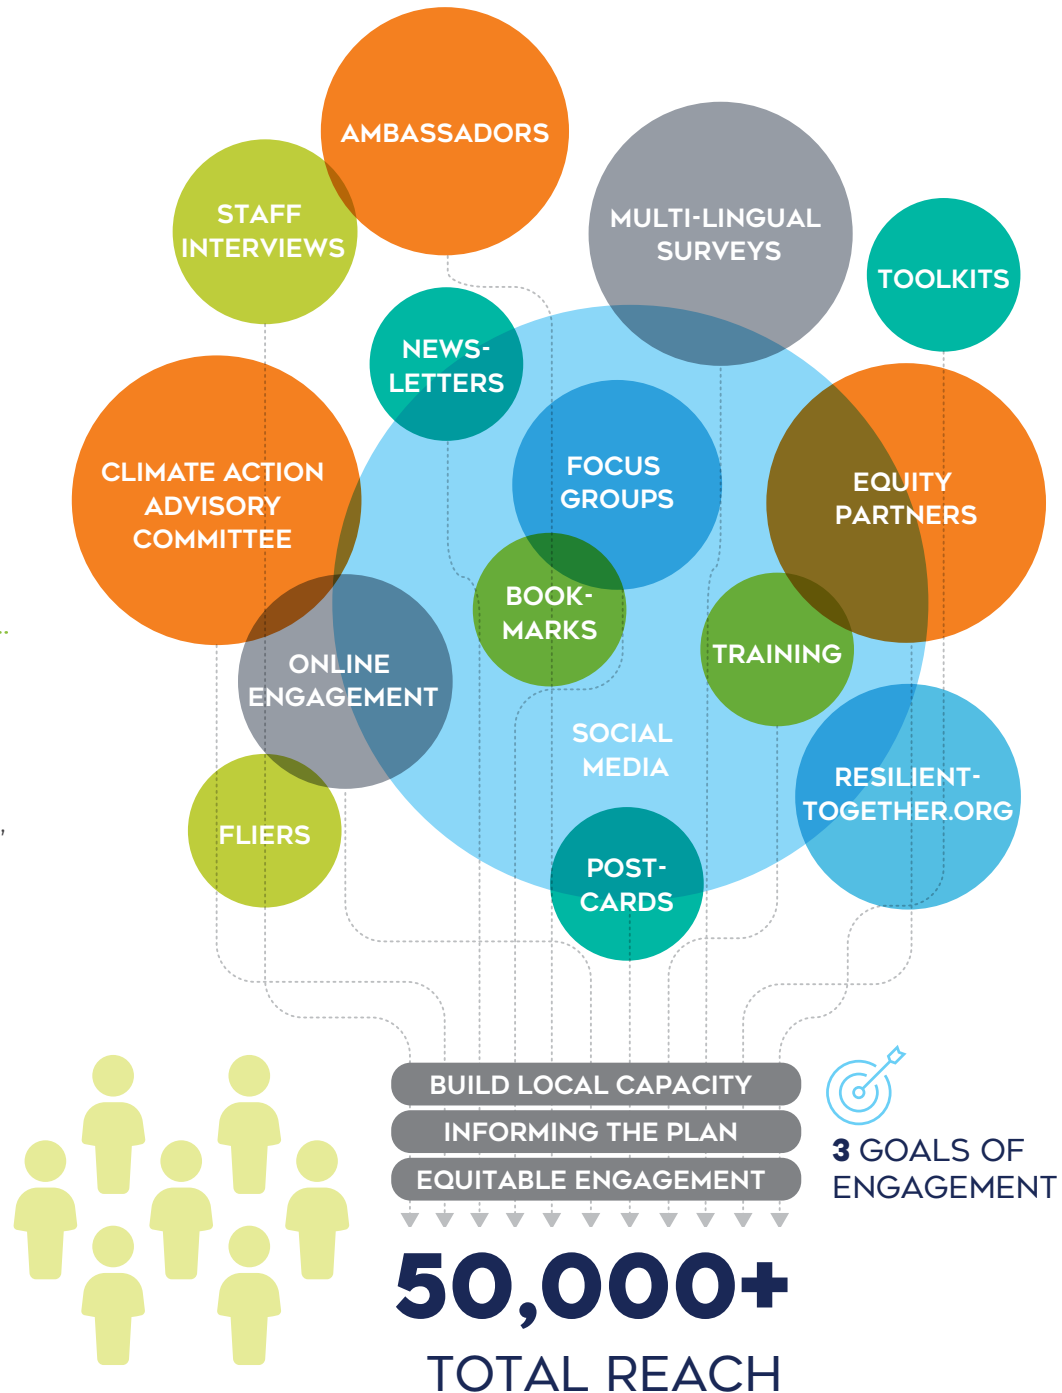 AMBASSADORS
STAFF
INTERVIEWS
MULTI-LINGUAL
SURVEYS
TOOLKITS
NEWS-
LETTERS
CLIMATE ACTION
ADVISORY
COMMITTEE
FOCUS
GROUPS
EQUITY
PARTNERS
BOOK-
MARKS
TRAINING
ONLINE
ENGAGEMENT
SOCIAL
MEDIA
RESILIENT-
TOGETHER.ORG
FLIERS
POST-
CARDS
,
BUILD LOCAL CAPACITY
INFORMING THE PLAN
EQUITABLE ENGAGEMENT
3 GOALS OF
ENGAGEMENT
50,000+
TOTAL REACH